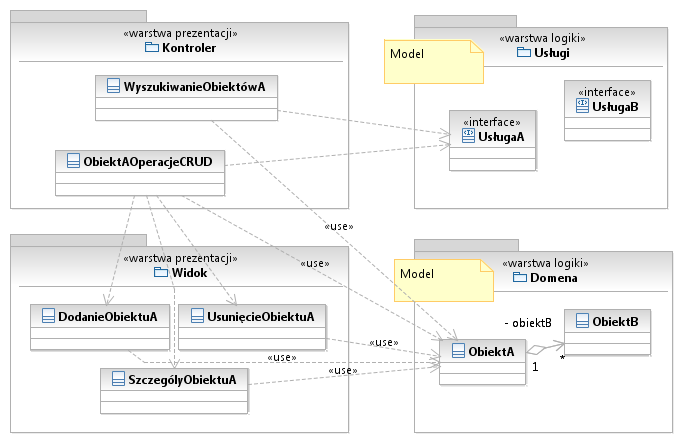 «warstwa prezentacji»
Kontroler
WyszukiwanieObiektówA
ObiektAOperacjeCRUD
«warstwa logiki»
Usługi
Model
«interface»
UsługaB
«interface»
UsługaA
«use»
«use»
«warstwa prezentacji»
Widok
DodanieObiektuA
UsunięcieObiektuA
SzczególyObiektuA
«use»
«use»
«use»
«warstwa logiki»
Domena
Model
- obiektB
ObiektB
ObiektA
1
*